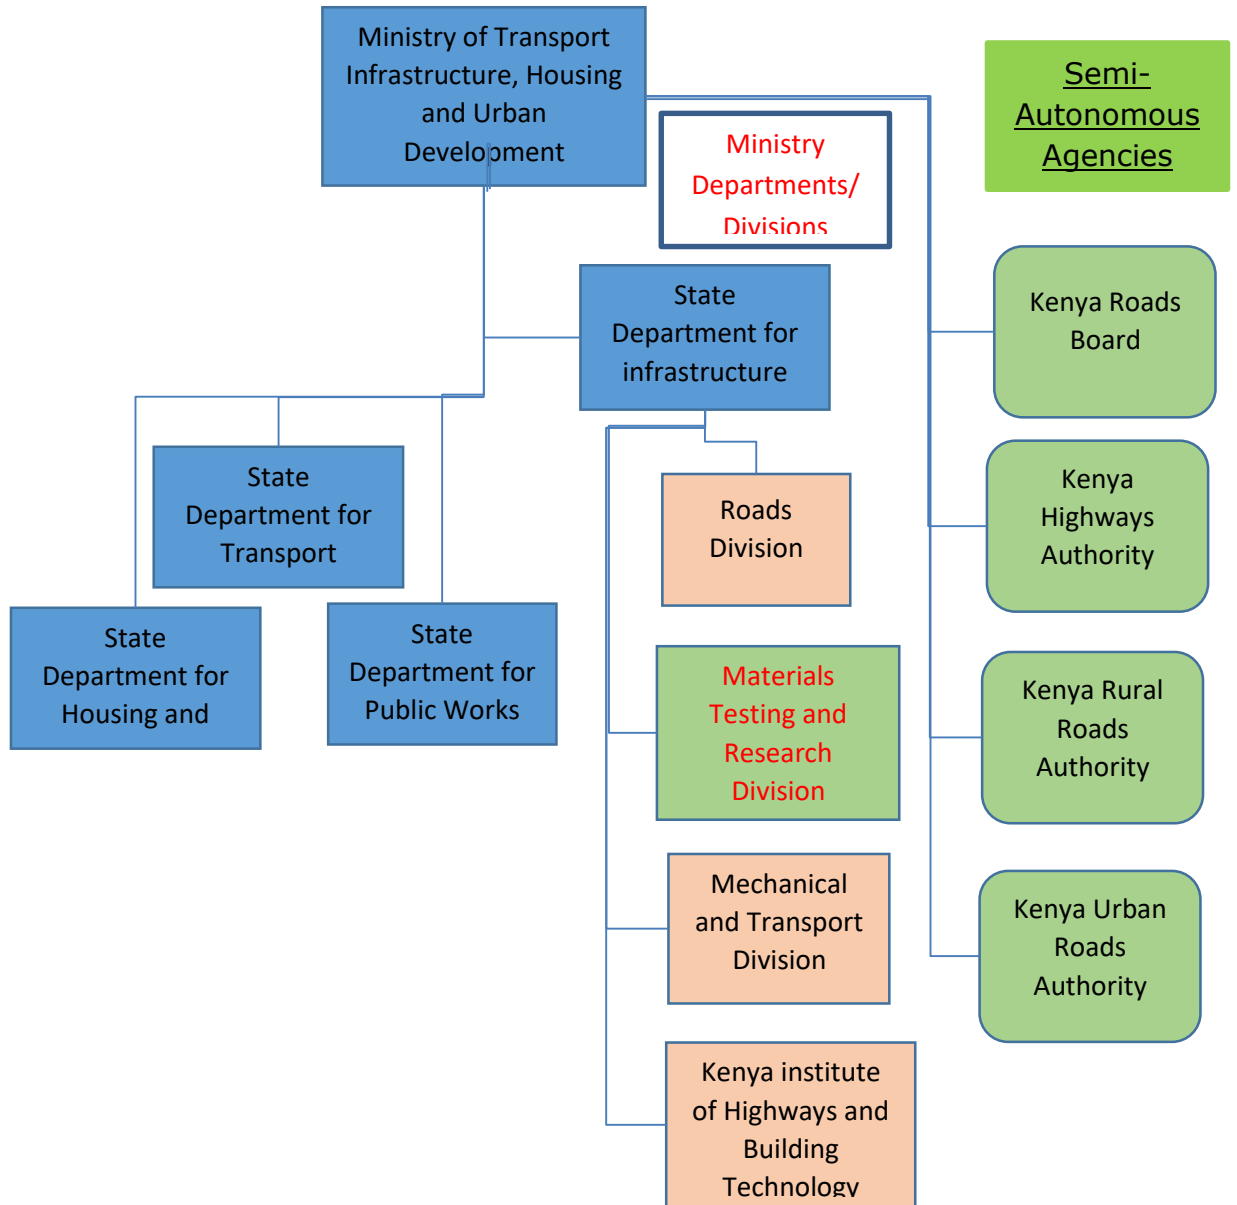 Ministry of Transport
Infrastructure, Housing
and Urban
Development
Semi-
Autonomous
Agencies
Ministry
Departments/
Divisions
State
Department for
infrastructure
Kenya Roads
Board
State
Department for
Transport
Roads
Division
Kenya
Highways
Authority
State
Department for
Housing and
State
Department for
Public Works
Materials
Testing and
Research
Division
Kenya Rural
Roads
Authority
Mechanical
and Transport
Division
Kenya Urban
Roads
Authority
Kenya institute
of Highways and
Building
Technology